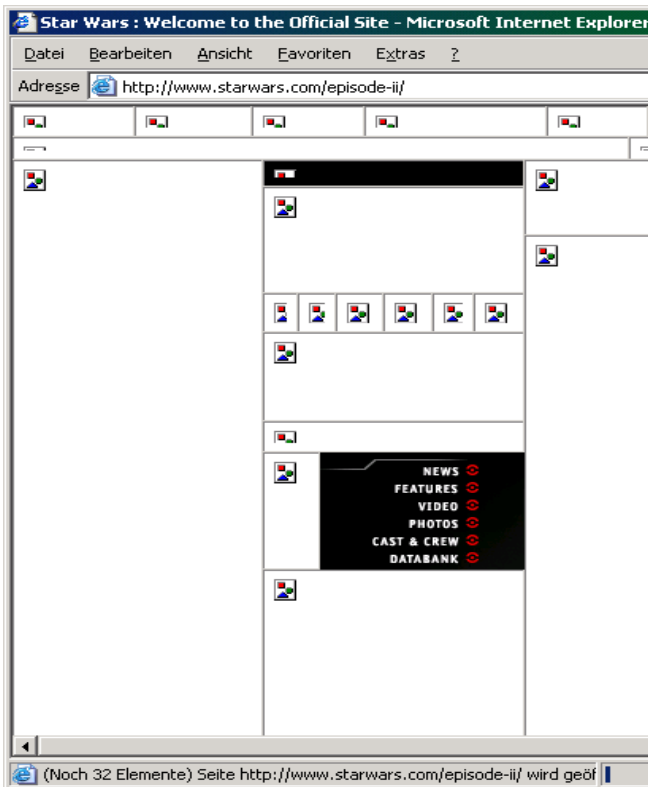 Star Wars : Welcome to the Official Site - Microsoft Internet Explorer
Datei Bearbeiten Ansicht Favoriten Extras ?
Adresse http://www.starwars.com/episode-ii/
NEWS
FEATURES
VIDEO
PHOTOS
CAST & CREW
DATABANK
(Noch 32 Elemente) Seite http://www.starwars.com/episode-ii/ wird geöf